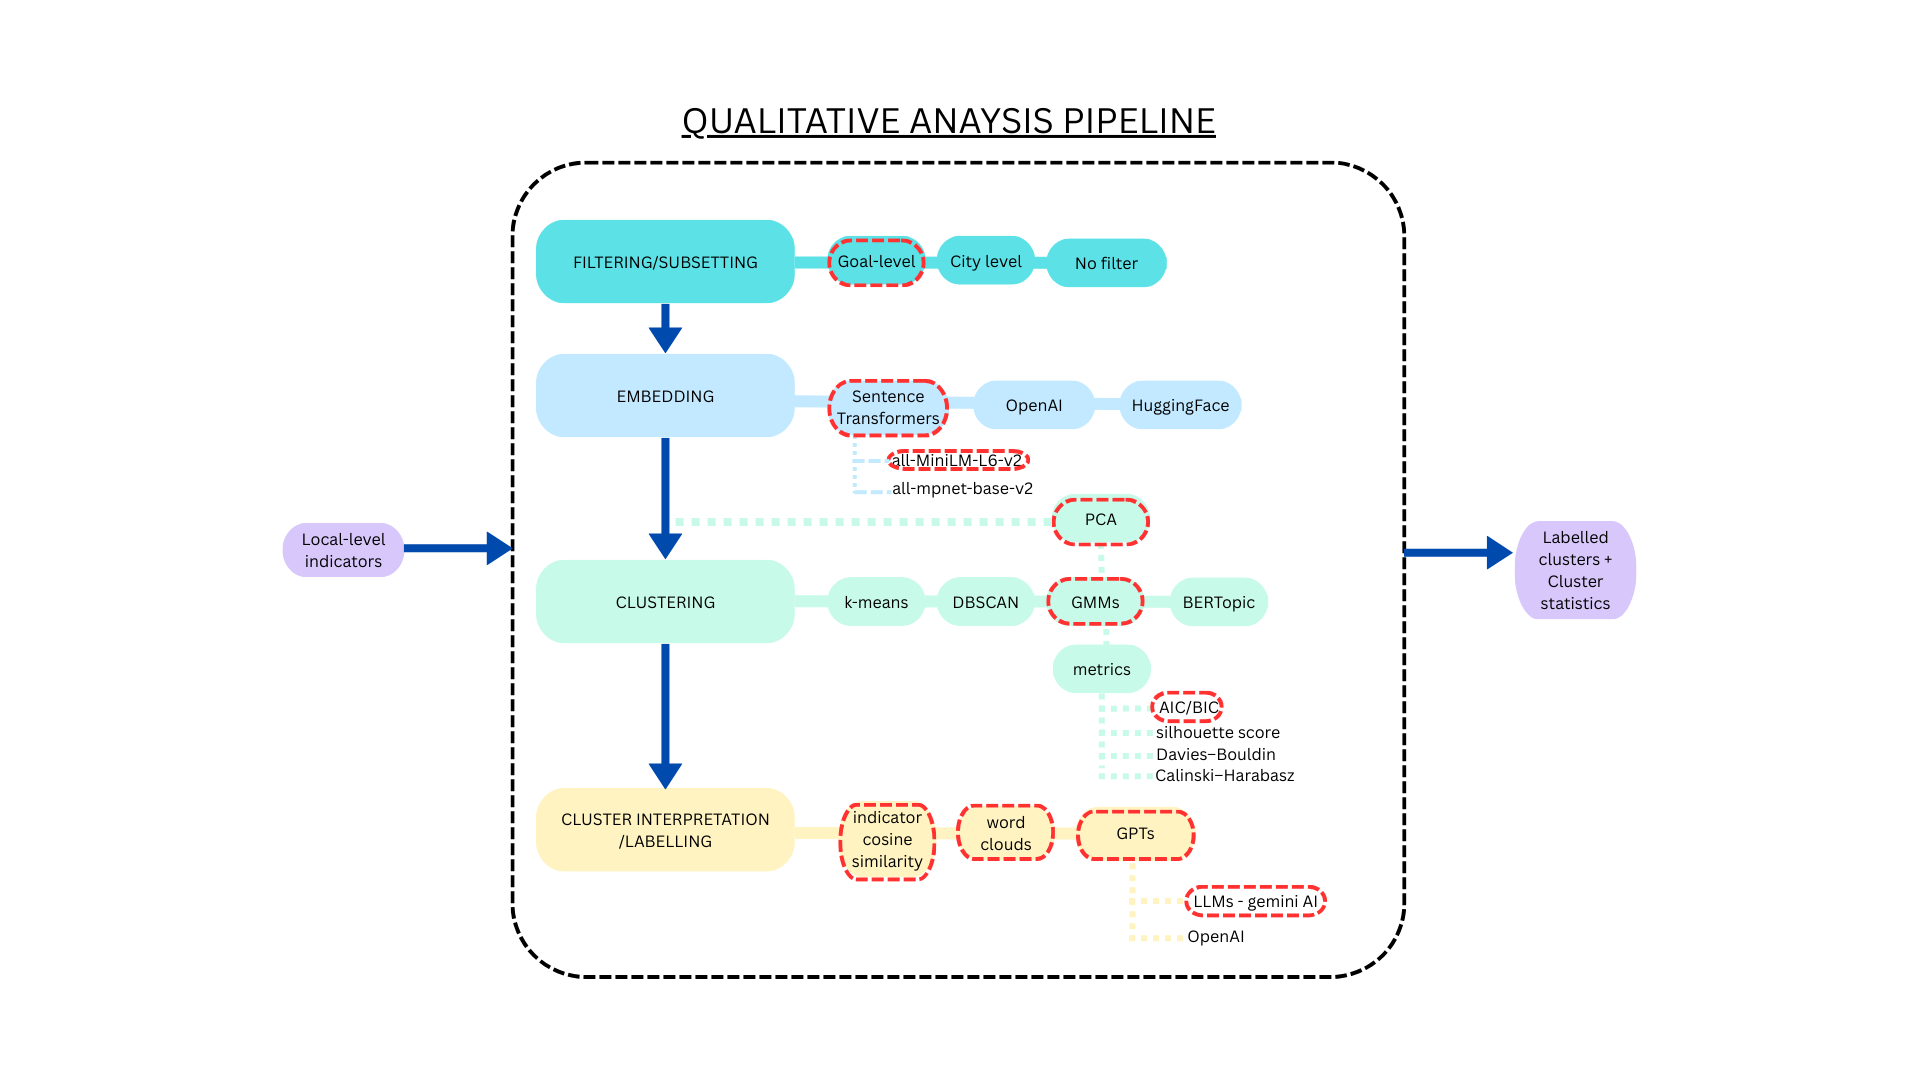 QUALITATIVE ANAYSIS PIPELINE
FILTERING/SUBSETTING
Goal-level
City level
No filter
EMBEDDING
Sentence
Transformers
OpenAI
HuggingFace
all-MiniLM-L6-v2
all-mpnet-base-v2
PCA
Local-level
indicators
CLUSTERING
k-means
DBSCAN
GMMs
BERTopic
metrics
AIC/BIC
silhouette score
Davies–Bouldin
Calinski–Harabasz
CLUSTER INTERPRETATION
/LABELLING
indicator
cosine
similarity
word
clouds
GPTs
LLMs - gemini AI
OpenAI
Labelled
clusters +
Cluster
statistics